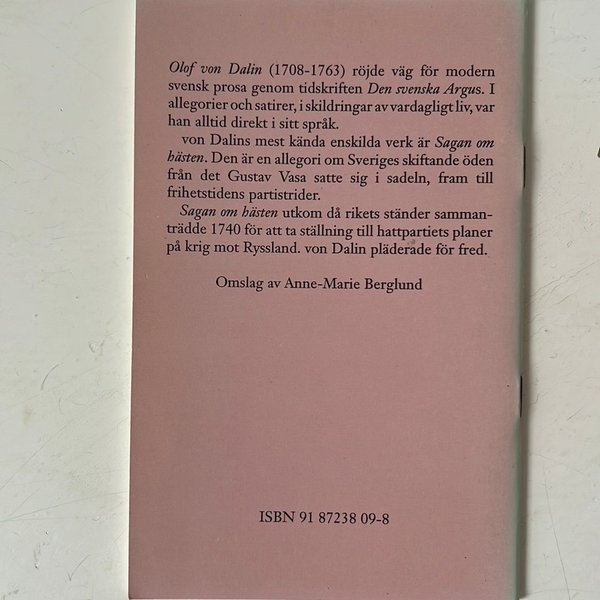 Olof von Dalin (1708-1763) röjde väg för modern
svensk prosa genom tidskriften Den svenska Argus. I
allegorier och satirer, i skildringar av vardagligt liv, var
han alltid direkt i sitt språk.
von Dalins mest kända enskilda verk är Sagan om
hästen. Den är en allegori om Sveriges skiftande öden
från det Gustav Vasa satte sig i sadeln, fram till
frihetstidens partistrider.
Sagan om hästen utkom då rikets ständer samman-
trädde 1740 för att ta ställning till hattpartiets planer
på krig mot Ryssland. von Dalin pläderade för fred.
Omslag av Anne-Marie Berglund
ISBN 91 87238 09-8